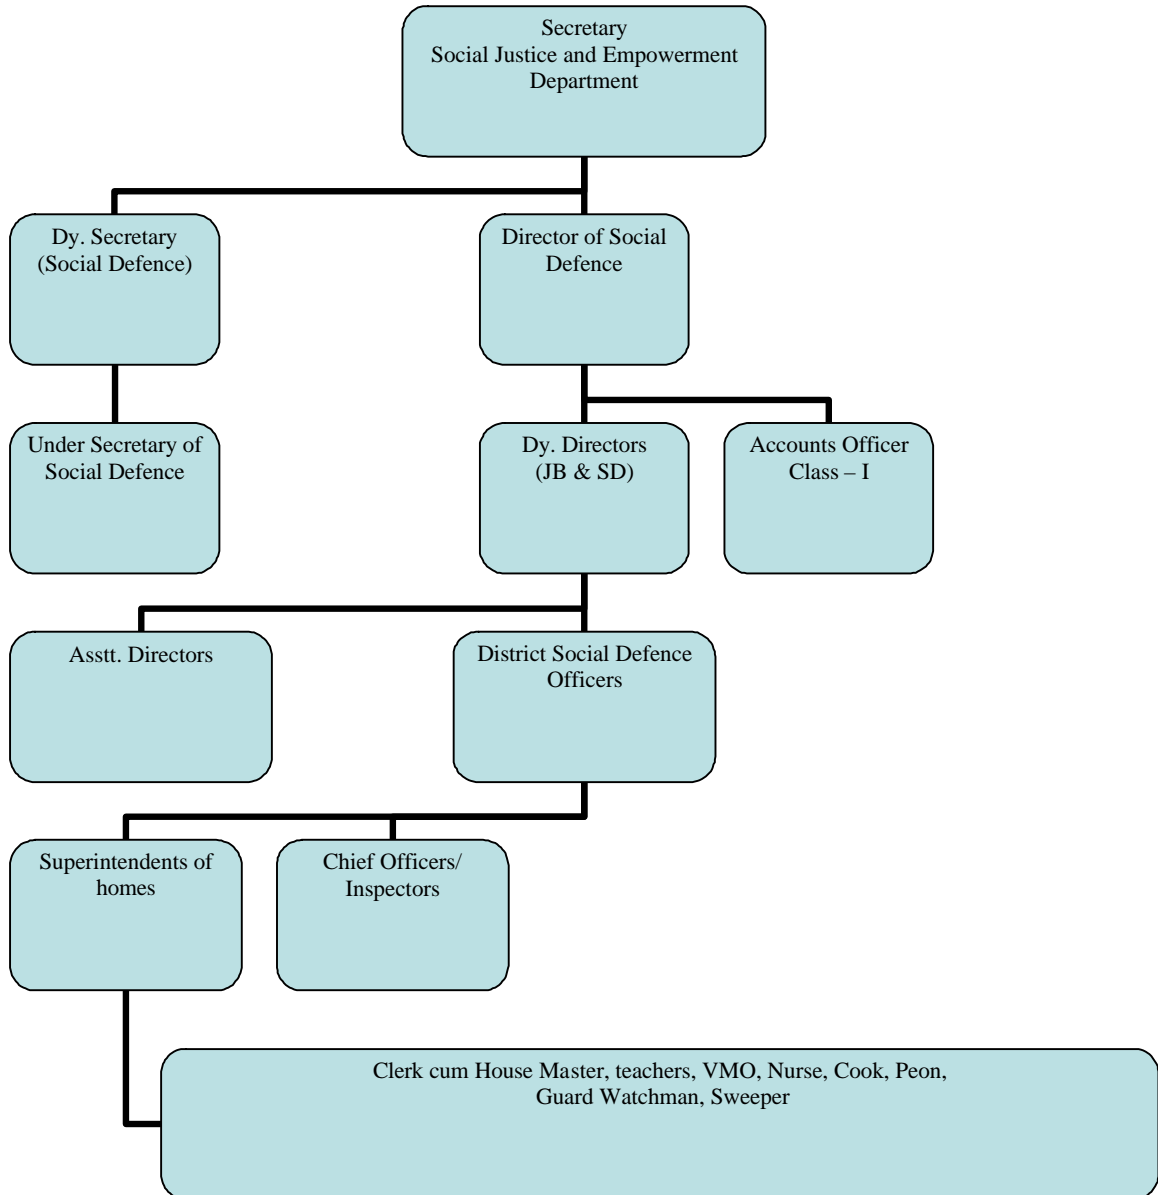 Secretary
Social Justice and Empowerment
Department
Dy. Secretary
(Social Defence)
Director of Social
Defence
Under Secretary of
Social Defence
Dy. Directors
(JB & SD)
Accounts Officer
Class – I
Asstt. Directors
District Social Defence
Officers
Superintendents of
homes
Chief Officers/
Inspectors
Clerk cum House Master, teachers, VMO, Nurse, Cook, Peon,
Guard Watchman, Sweeper